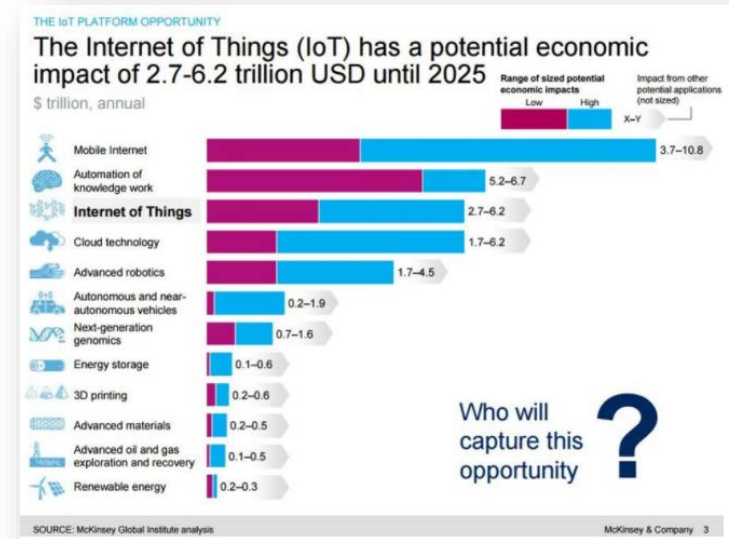 THE IoT PLATFORM OPPORTUNITY
The Internet of Things (IoT) has a potential economic
impact of 2.7-6.2 trillion USD until 2025
$ trillion, annual
Range of sized potential
economic impacts
Low High
Impact from other
potential applications
(not sized)
X–Y
Mobile Internet 3.7–10.8
Automation of
knowledge work 5.2–6.7
Internet of Things 2.7–6.2
Cloud technology 1.7–6.2
Advanced robotics 1.7–4.5
Autonomous and near-
autonomous vehicles 0.2–1.9
Next-generation
genomics 0.7–1.6
Energy storage 0.1–0.6
3D printing 0.2–0.6
Advanced materials 0.2–0.5
Advanced oil and gas
exploration and recovery 0.1–0.5
Renewable energy 0.2–0.3
Who will
capture this
opportunity
?
SOURCE: McKinsey Global Institute analysis
McKinsey & Company 3